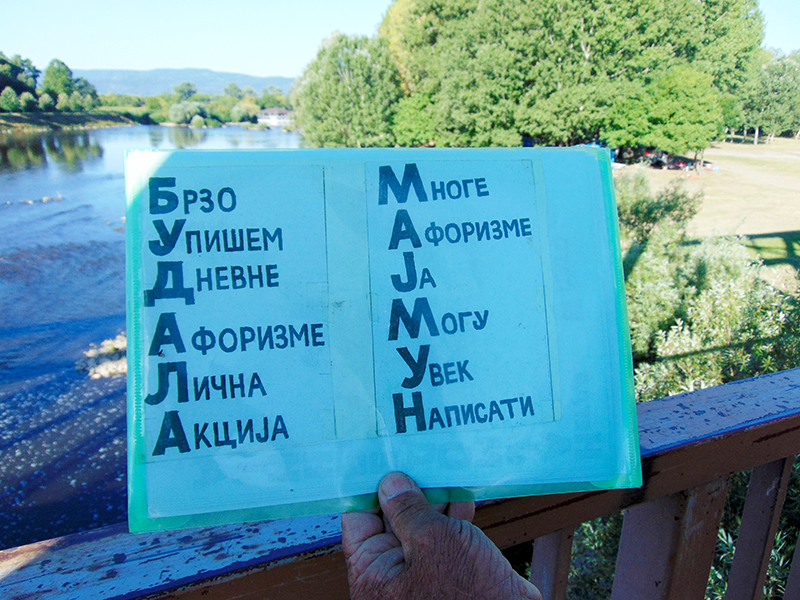 Брзо
Упишем
Дневне
Афоризме
Лична
Акција
Многе
Афоризме
Ја
Могу
Увек
Написати